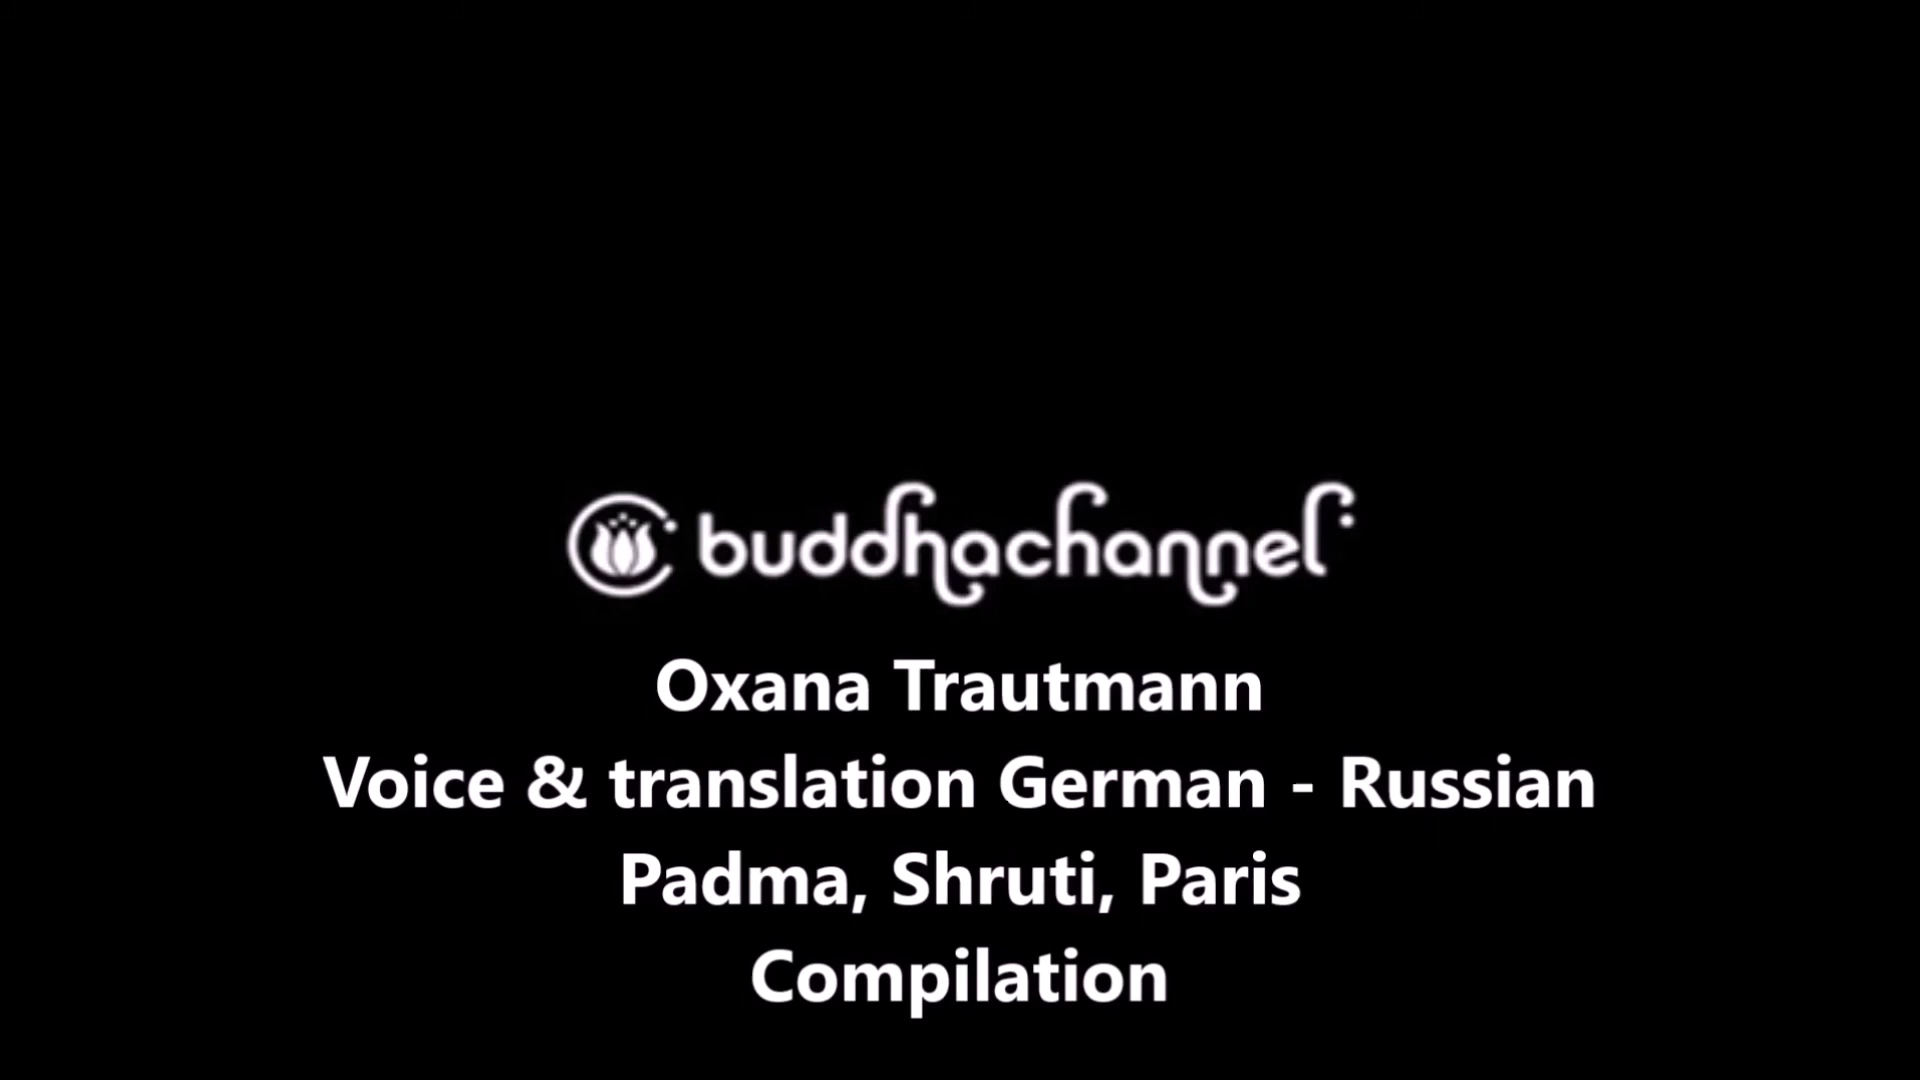 buddhachannel
Oxana Trautmann
Voice & translation German - Russian
Padma, Shruti, Paris
Compilation